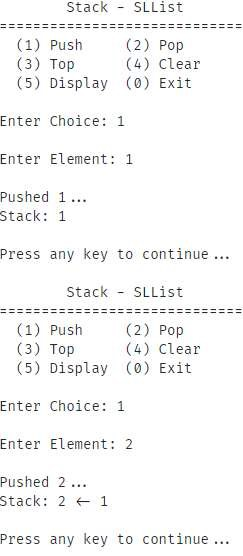 Stack - SLList
=============================
(1) Push (2) Pop
(3) Top (4) Clear
(5) Display (0) Exit
Enter Choice: 1
Enter Element: 1
Pushed 1...
Stack: 1
Press any key to continue...
Stack - SLList
=============================
(1) Push (2) Pop
(3) Top (4) Clear
(5) Display (0) Exit
Enter Choice: 1
Enter Element: 2
Pushed 2...
Stack: 2 ← 1
Press any key to continue...